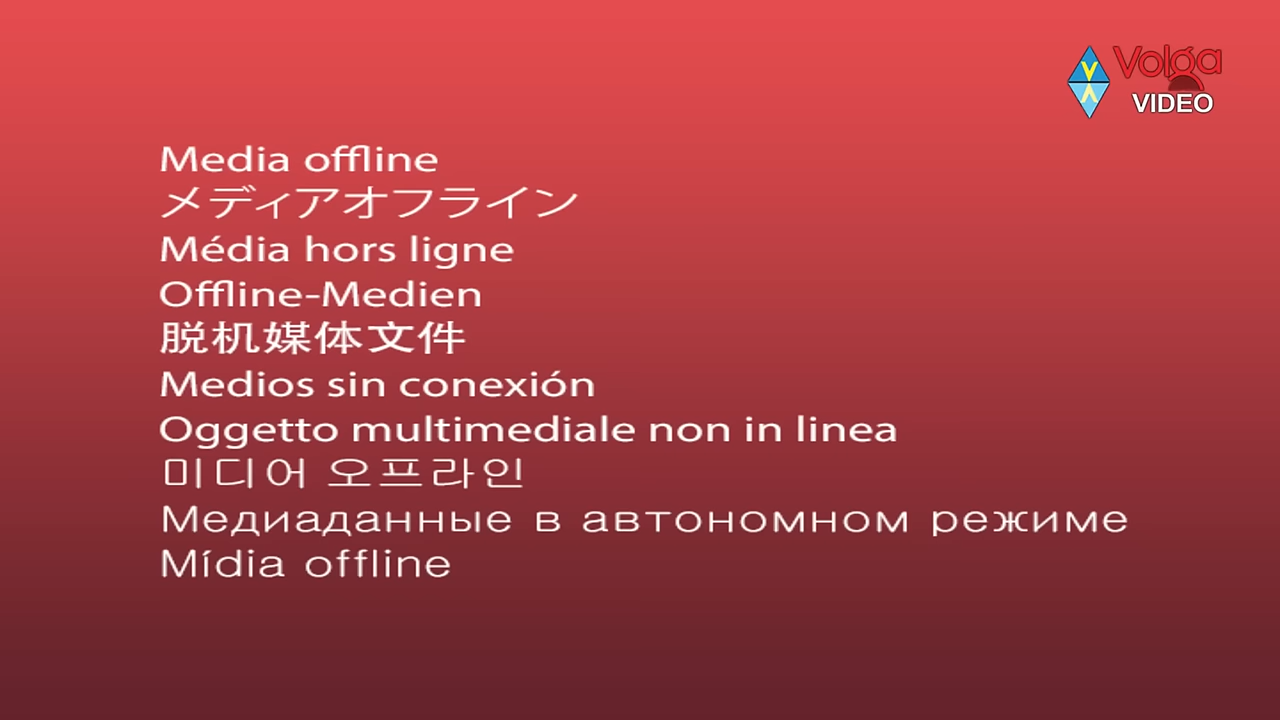 Volga
VIDEO
Media offline
メディアオフライン
Média hors ligne
Offline-Medien
脱机媒体文件
Medios sin conexión
Oggetto multimediale non in linea
미디어 오프라인
Медиаданные в автономном режиме
Mídia offline